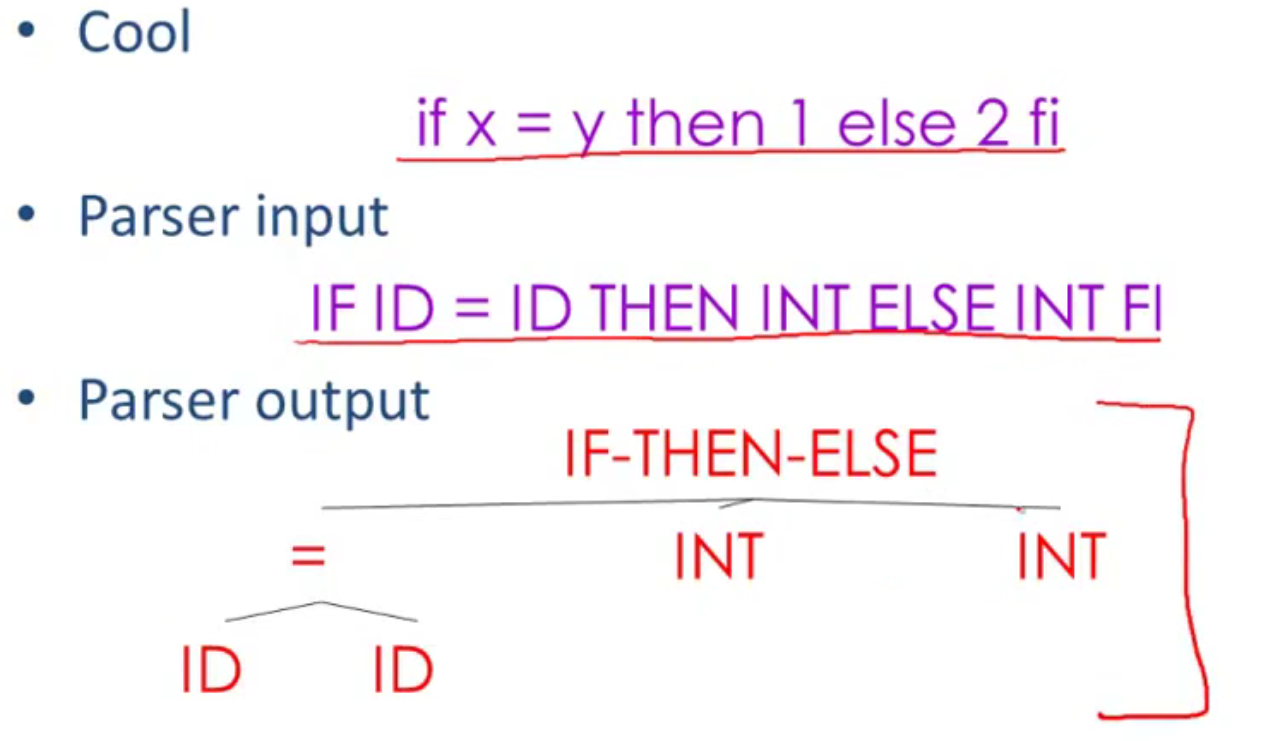 • Cool
if x = y then 1 else 2 fi
• Parser input
IF ID = ID THEN INT ELSE INT FI
• Parser output
IF-THEN-ELSE
= INT INT
ID ID